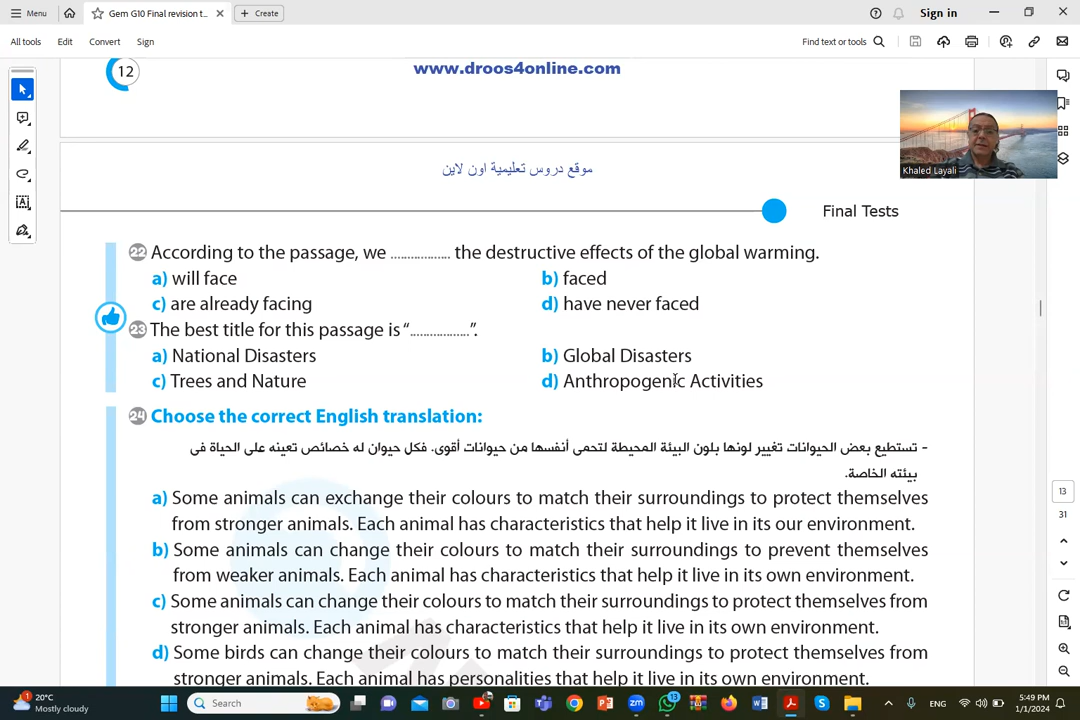 Menu
Gem G10 Final revision t...
Create
Sign in
All tools
Edit
Convert
Sign
Find text or tools
12
www.droos4online.com
Khaled Layali
موقع دروس تعليمية اون لاين
Final Tests
22 According to the passage, we .................. the destructive effects of the global warming.
a) will face
b) faced
c) are already facing
d) have never faced
23 The best title for this passage is “..................”.
a) National Disasters
b) Global Disasters
c) Trees and Nature
d) Anthropogenic Activities
24 Choose the correct English translation:
- تستطيع بعض الحيوانات تغيير لونها بلون البيئة المحيطة لتحمى أنفسها من حيوانات أقوى. فكل حيوان له خصائص تعينه على الحياة فى
بيئته الخاصة.
a) Some animals can exchange their colours to match their surroundings to protect themselves
from stronger animals. Each animal has characteristics that help it live in its our environment.
b) Some animals can change their colours to match their surroundings to prevent themselves
from weaker animals. Each animal has characteristics that help it live in its own environment.
c) Some animals can change their colours to match their surroundings to protect themselves from
stronger animals. Each animal has characteristics that help it live in its own environment.
d) Some birds can change their colours to match their surroundings to protect themselves from
stronger animals. Each animal has personalities that help it live in its own environment.
13
31
1
20°C
Mostly cloudy
Search
13
ENG
5:49 PM
1/1/2024